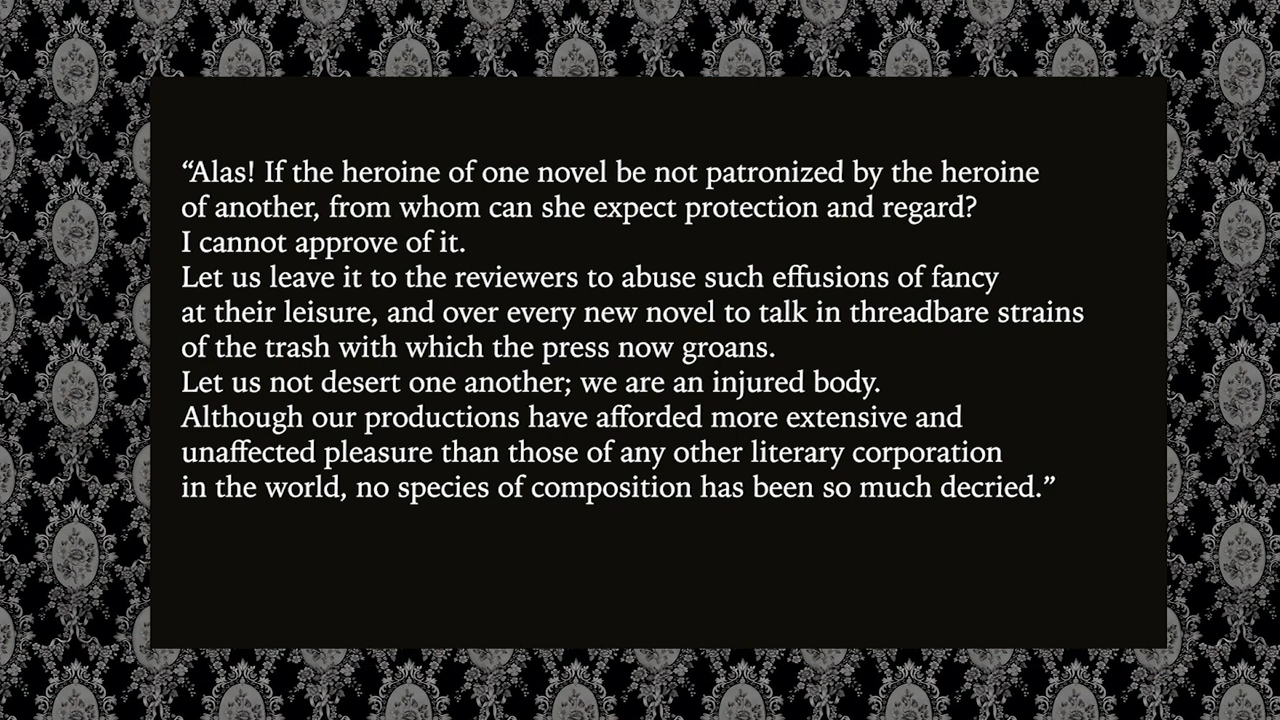 “Alas! If the heroine of one novel be not patronized by the heroine
of another, from whom can she expect protection and regard?
I cannot approve of it.
Let us leave it to the reviewers to abuse such effusions of fancy
at their leisure, and over every new novel to talk in threadbare strains
of the trash with which the press now groans.
Let us not desert one another; we are an injured body.
Although our productions have afforded more extensive and
unaffected pleasure than those of any other literary corporation
in the world, no species of composition has been so much decried.”